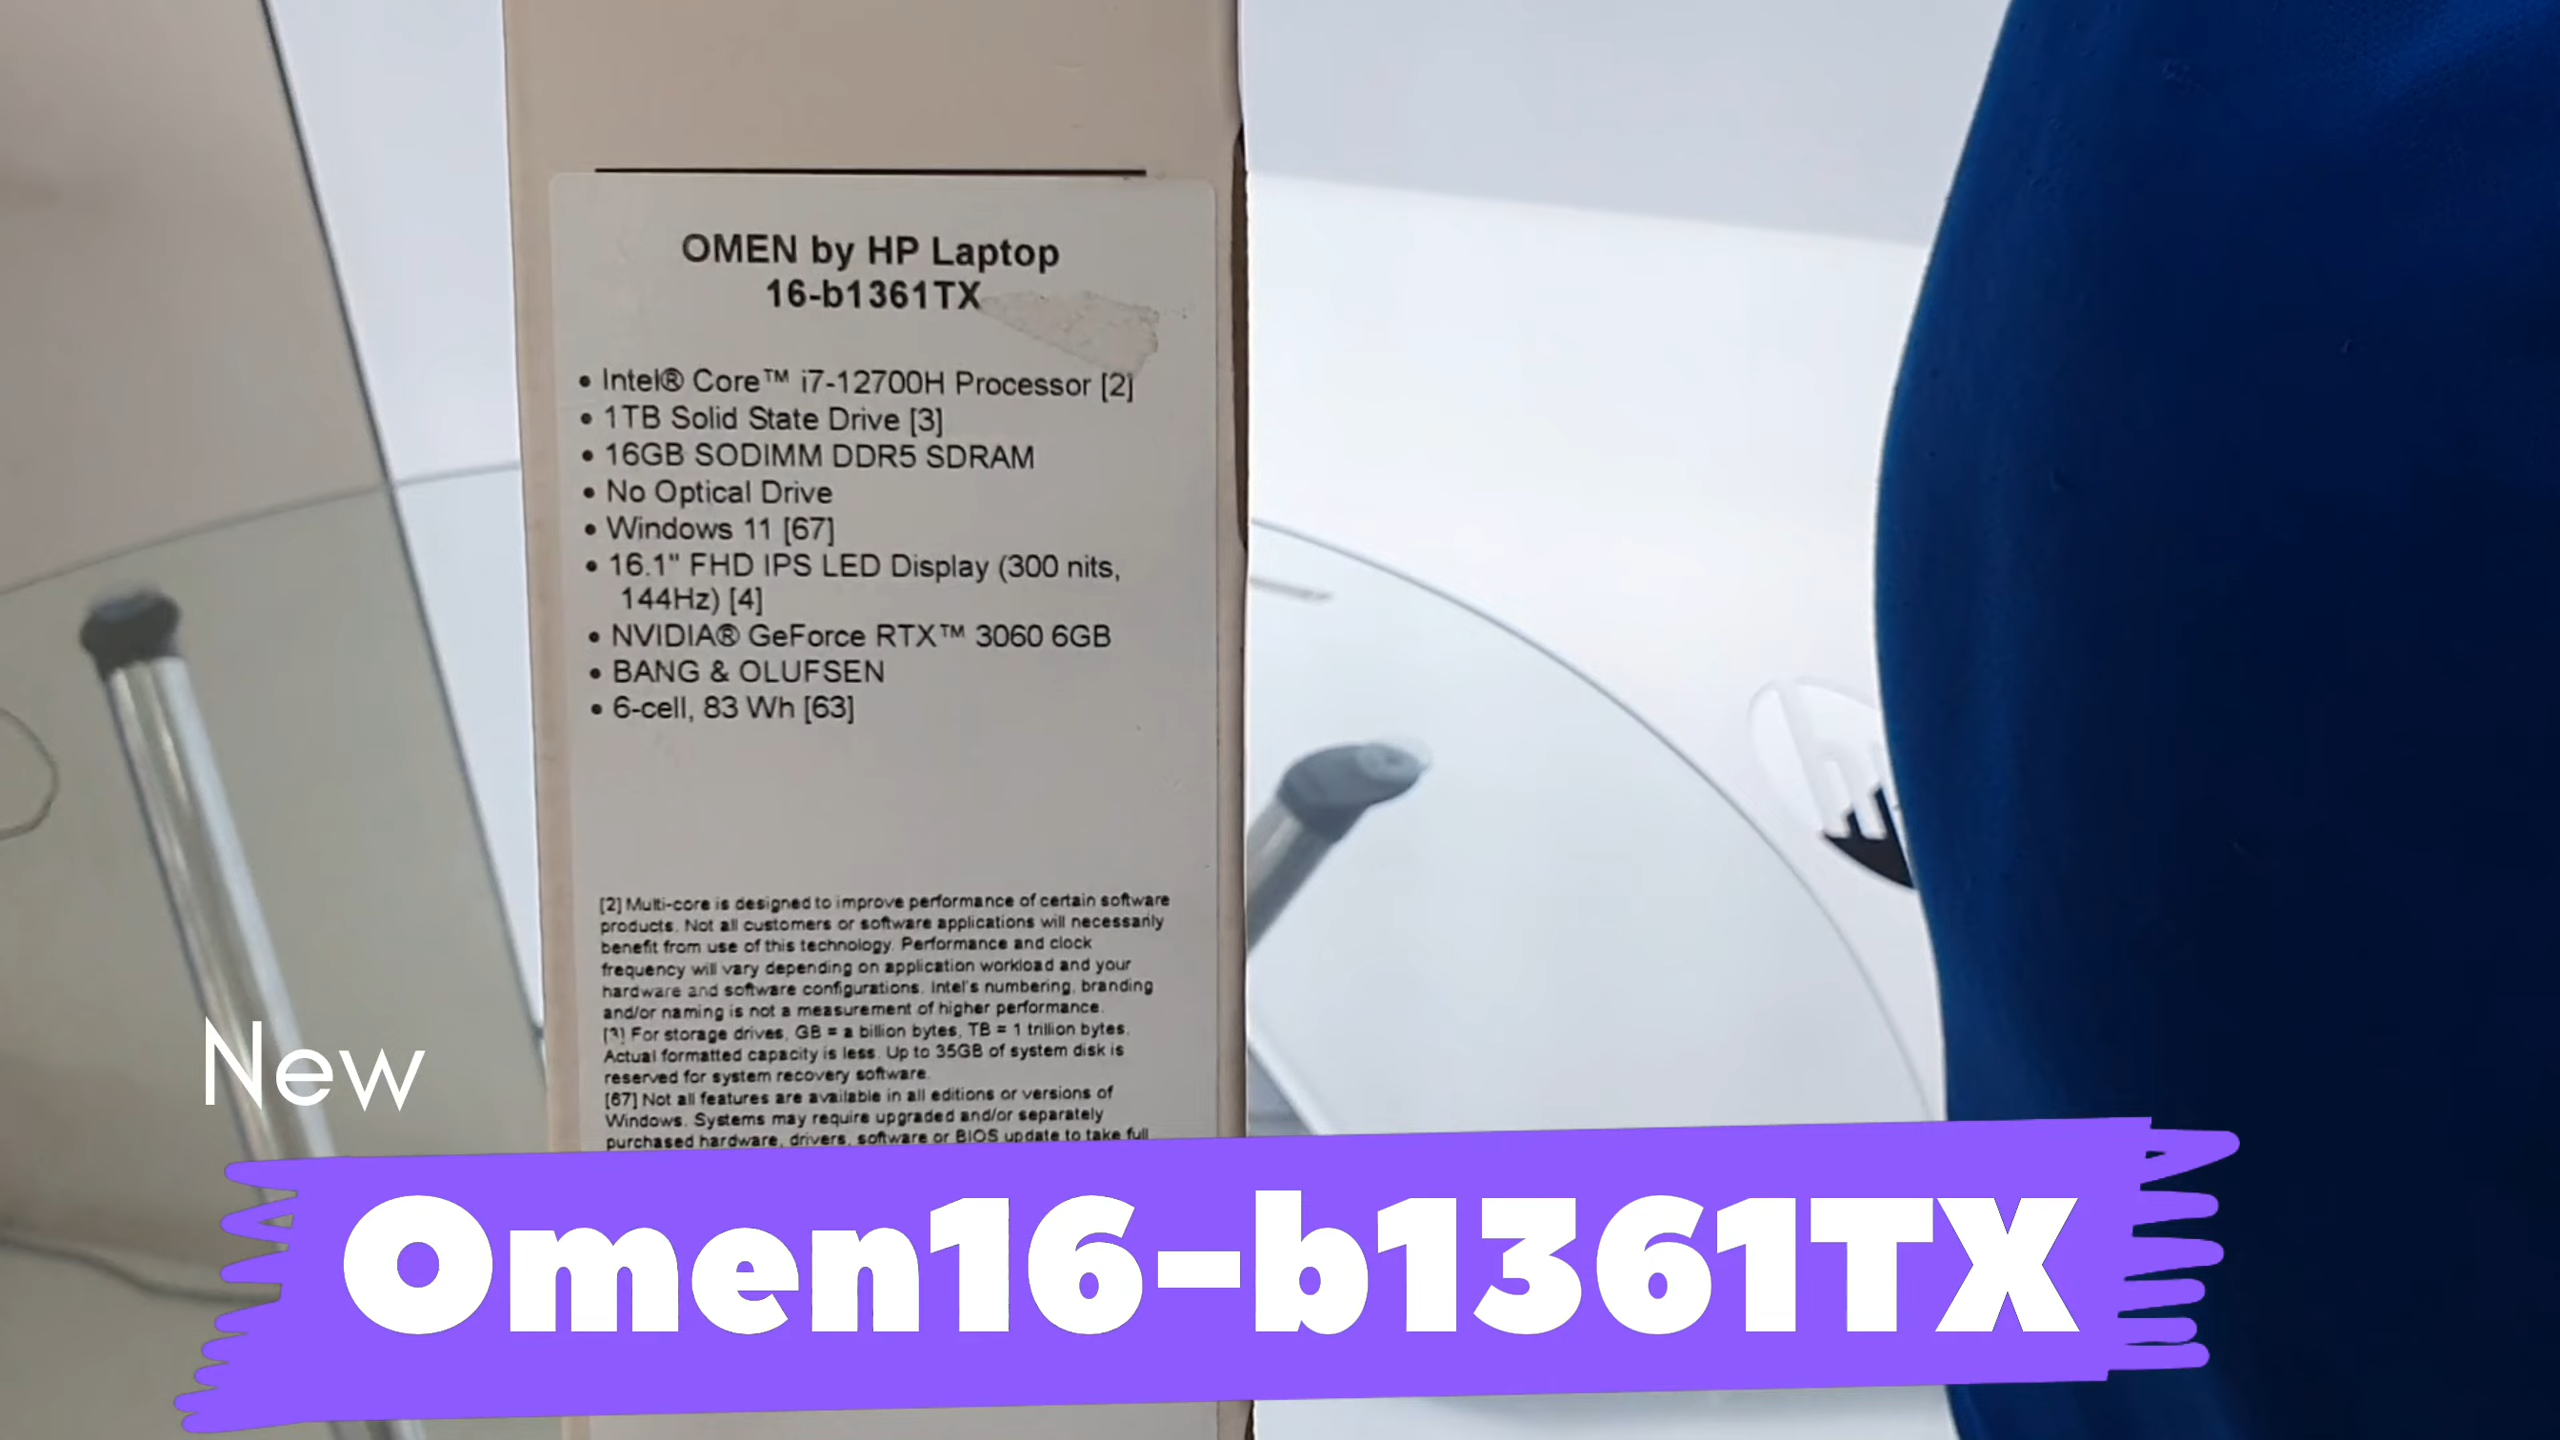 OMEN by HP Laptop
16-b1361TX
• Intel® Core™ i7-12700H Processor [2]
• 1TB Solid State Drive [3]
• 16GB SODIMM DDR5 SDRAM
• No Optical Drive
• Windows 11 [67]
• 16.1" FHD IPS LED Display (300 nits,
144Hz) [4]
• NVIDIA® GeForce RTX™ 3060 6GB
• BANG & OLUFSEN
• 6-cell, 83 Wh [63]
hp
[2] Multi-core is designed to improve performance of certain software
products. Not all customers or software applications will necessarily
benefit from use of this technology. Performance and clock
frequency will vary depending on application workload and your
hardware and software configurations. Intel's numbering, branding
and/or naming is not a measurement of higher performance.
[3] For storage drives, GB = a billion bytes, TB = 1 trillion bytes.
Actual formatted capacity is less. Up to 35GB of system disk is
reserved for system recovery software.
[67] Not all features are available in all editions or versions of
Windows. Systems may require upgraded and/or separately
purchased hardware, drivers, software or BIOS update to take full
New
Omen16-b1361TX